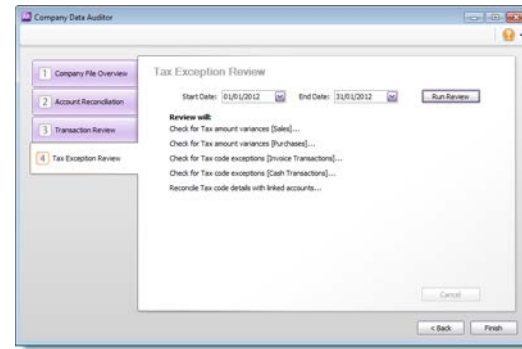 Company Data Auditor
1 Company File Overview
2 Account Reconciliation
3 Transaction Review
4 Tax Exception Review
Tax Exception Review
Start Date: 01/01/2012 End Date: 31/01/2012 Run Review
Review will:
Check for Tax amount variances [Sales]...
Check for Tax amount variances [Purchases]...
Check for Tax code exceptions [Invoice Transactions]...
Check for Tax code exceptions [Cash Transactions]...
Reconcile Tax code details with linked accounts...
Cancel
< Back Finish